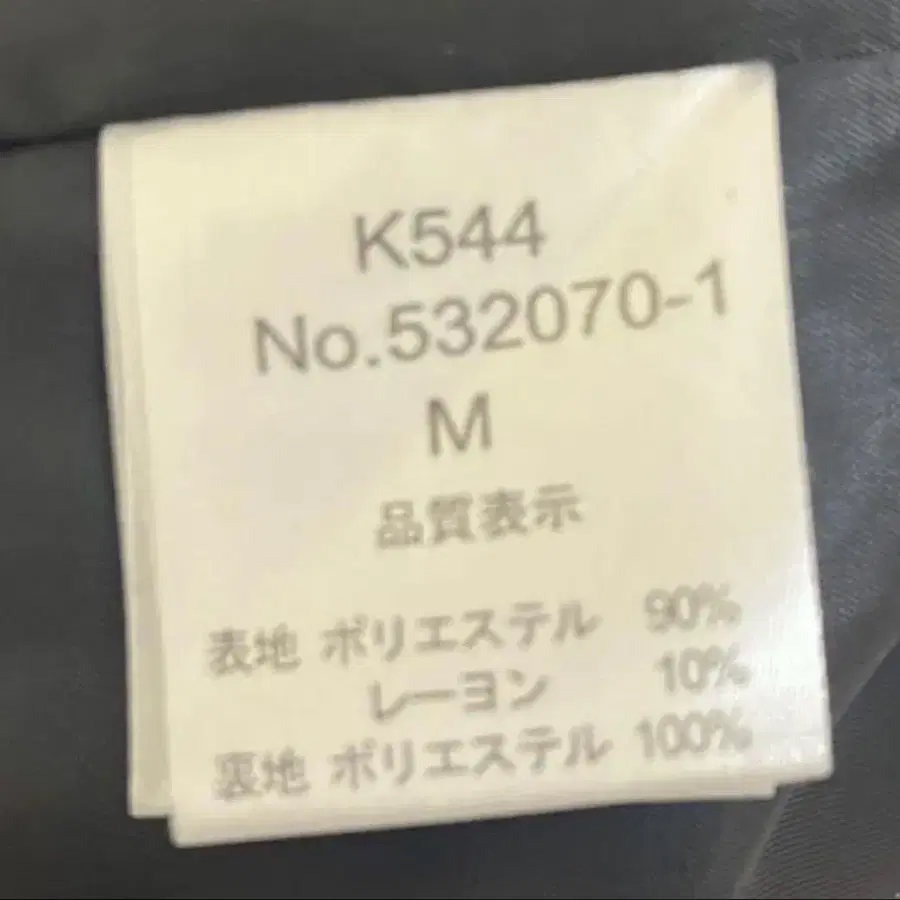 K544
No.532070-1
M
品質表示
表地 ポリエステル 90%
レーヨン 10%
裏地 ポリエステル 100%